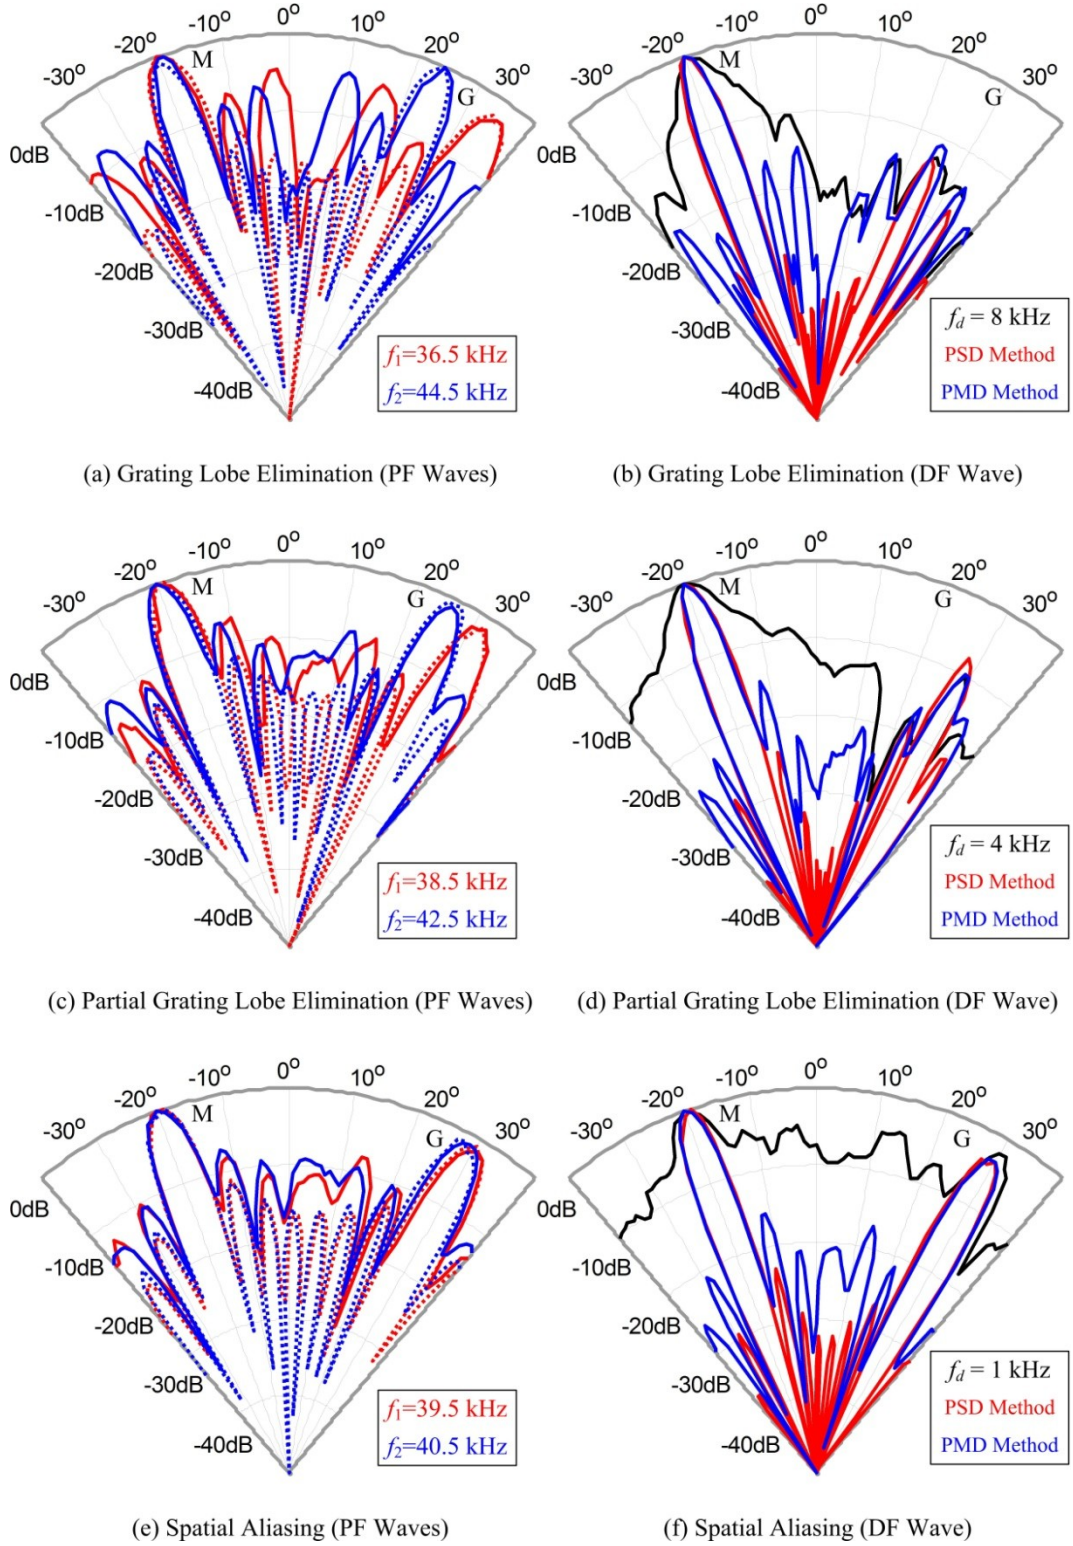 0°
-10° 10°
-20° 20°
-30° 30°
M
G
0dB
-10dB
-20dB
-30dB
-40dB
f1=36.5 kHz
f2=44.5 kHz
(a) Grating Lobe Elimination (PF Waves)
0°
-10° 10°
-20° 20°
-30° 30°
M
G
0dB
-10dB
-20dB
-30dB
-40dB
fd = 8 kHz
PSD Method
PMD Method
(b) Grating Lobe Elimination (DF Wave)
0°
-10° 10°
-20° 20°
-30° 30°
M
G
0dB
-10dB
-20dB
-30dB
-40dB
f1=38.5 kHz
f2=42.5 kHz
(c) Partial Grating Lobe Elimination (PF Waves)
0°
-10° 10°
-20° 20°
-30° 30°
M
G
0dB
-10dB
-20dB
-30dB
-40dB
fd = 4 kHz
PSD Method
PMD Method
(d) Partial Grating Lobe Elimination (DF Wave)
0°
-10° 10°
-20° 20°
-30° 30°
M
G
0dB
-10dB
-20dB
-30dB
-40dB
f1=39.5 kHz
f2=40.5 kHz
(e) Spatial Aliasing (PF Waves)
0°
-10° 10°
-20° 20°
-30° 30°
M
G
0dB
-10dB
-20dB
-30dB
-40dB
fd = 1 kHz
PSD Method
PMD Method
(f) Spatial Aliasing (DF Wave)